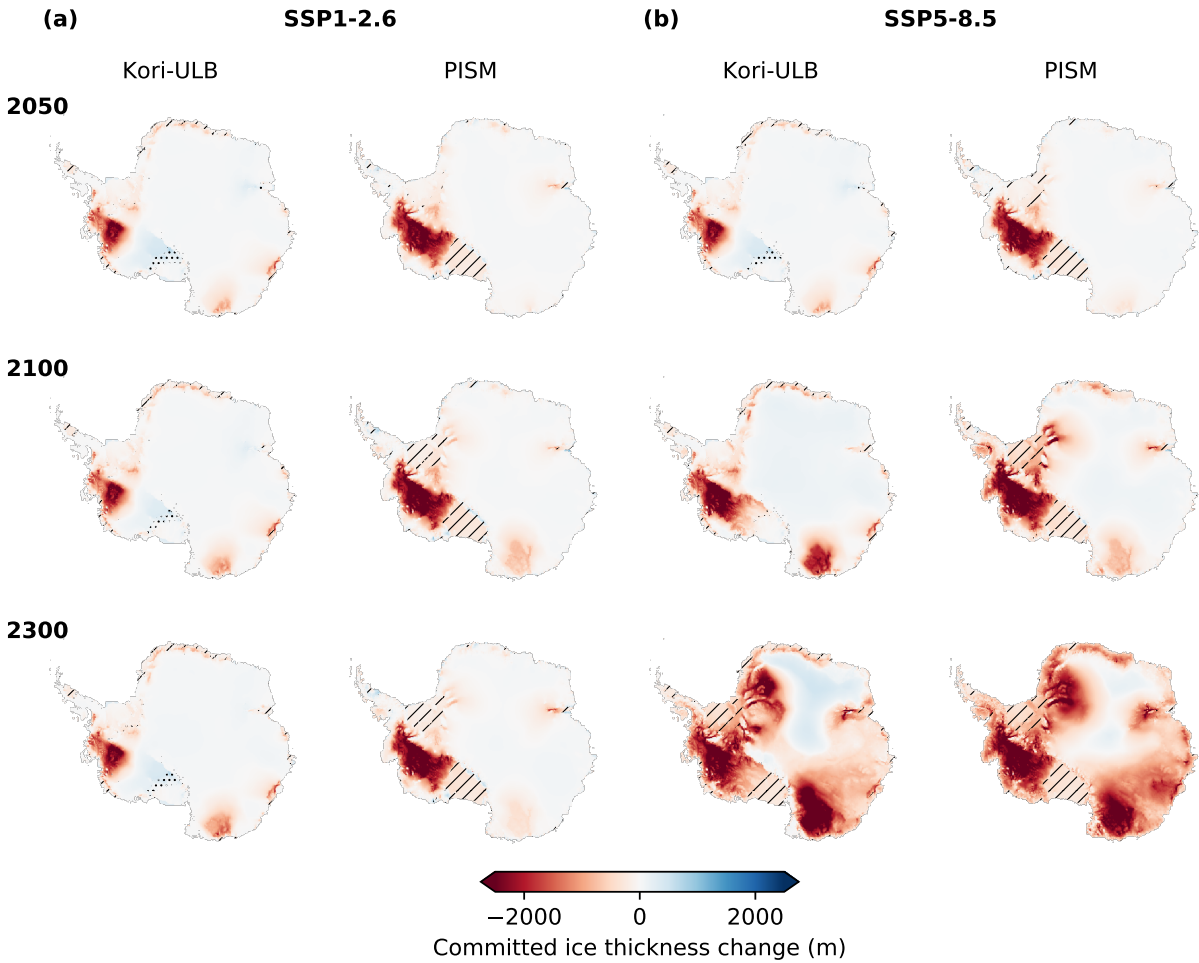 (a) SSP1-2.6 (b) SSP5-8.5
Kori-ULB PISM Kori-ULB PISM
2050
2100
2300
−2000 0 2000
Committed ice thickness change (m)